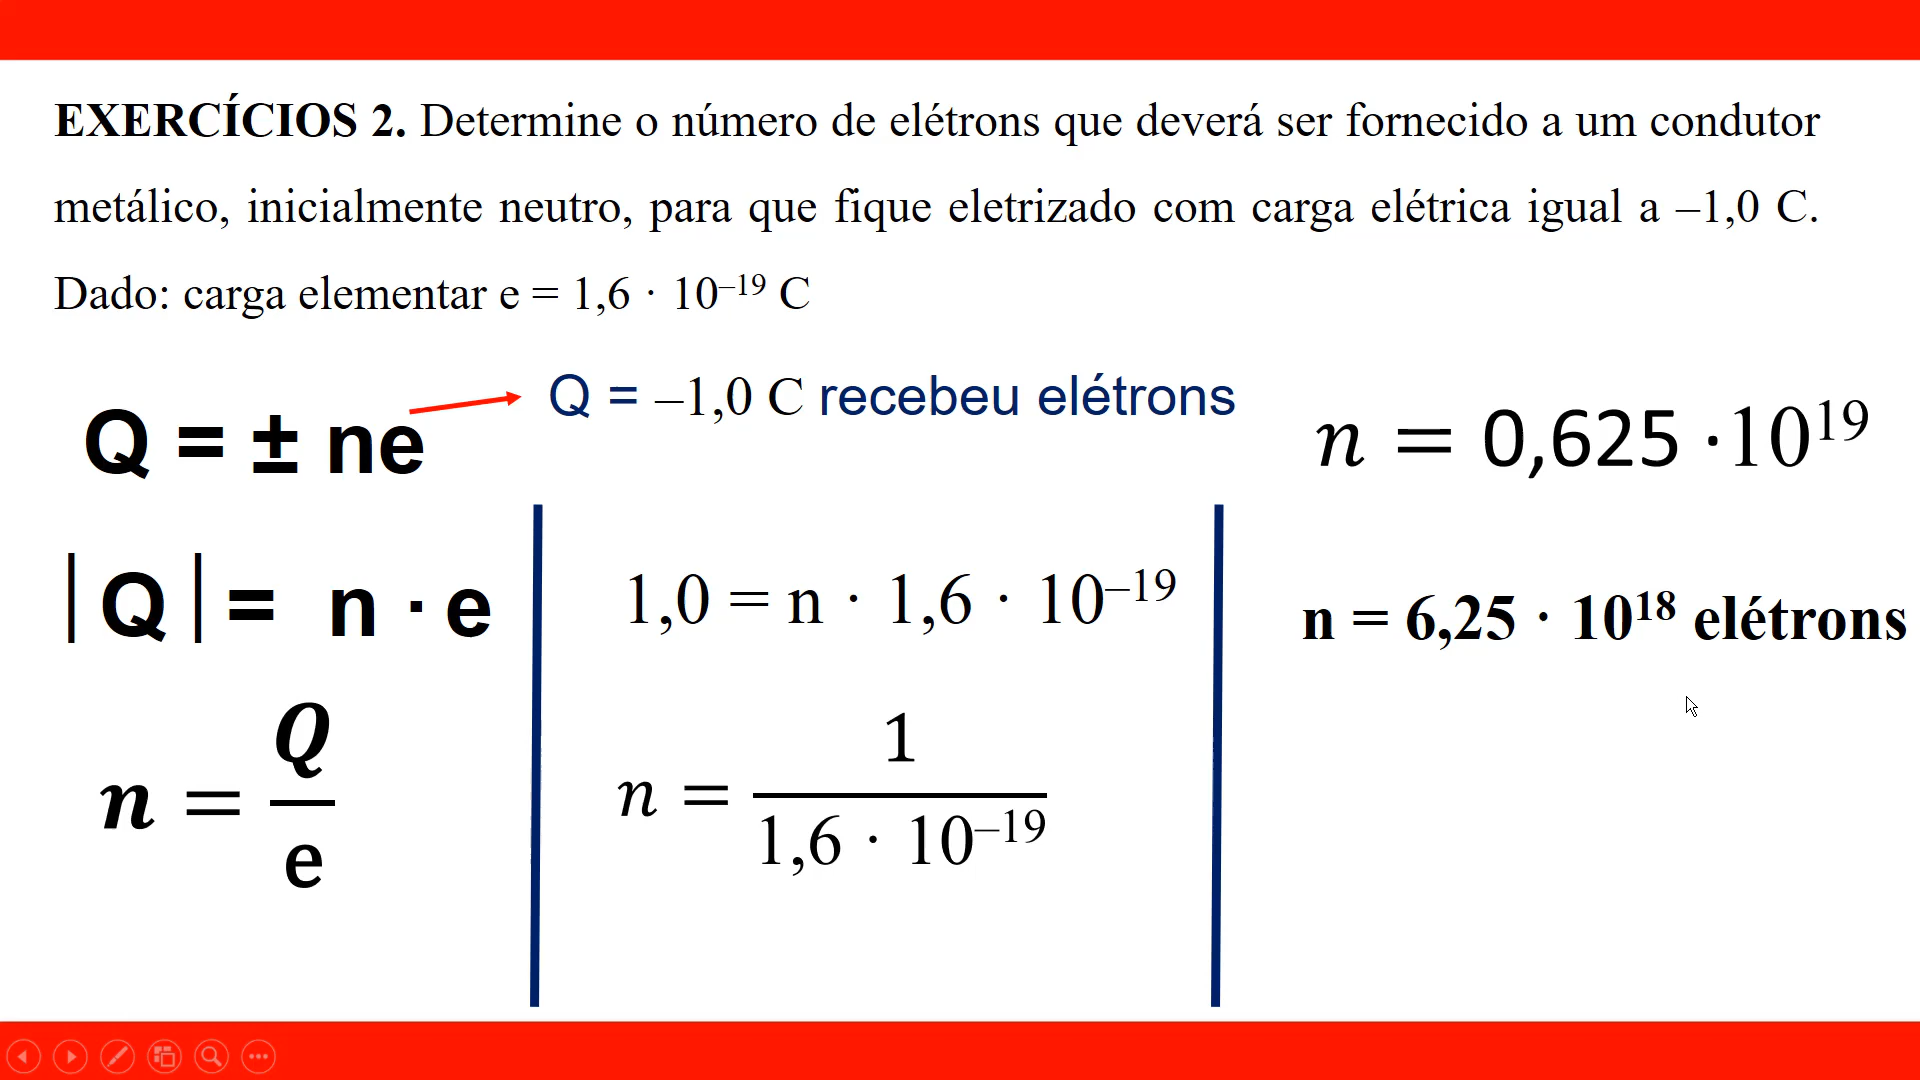 EXERCÍCIOS 2. Determine o número de elétrons que deverá ser fornecido a um condutor
metálico, inicialmente neutro, para que fique eletrizado com carga elétrica igual a –1,0 C.
Dado: carga elementar e = 1,6 · 10⁻¹⁹ C
Q = ± ne
Q = –1,0 C recebeu elétrons
|Q| = n · e
n = Q/e
1,0 = n · 1,6 · 10⁻¹⁹
n = 1/(1,6 · 10⁻¹⁹)
n = 0,625 ·10¹⁹
n = 6,25 · 10¹⁸ elétrons